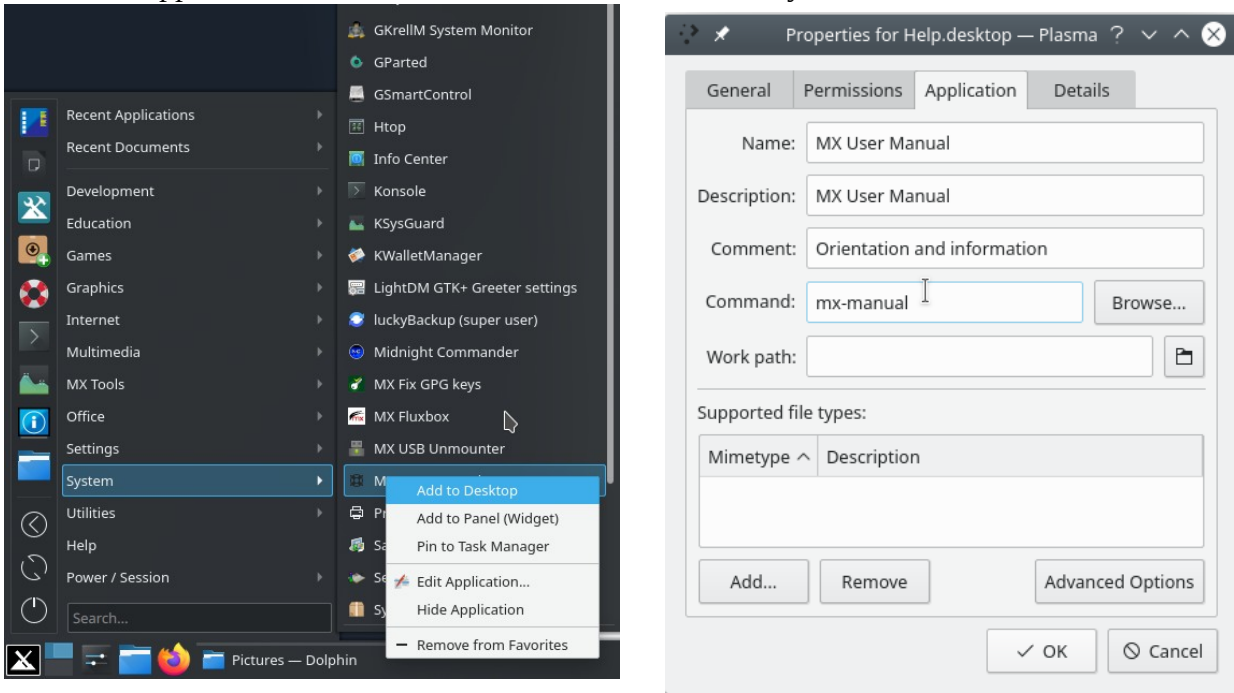 GKrellM System Monitor
GParted
GSmartControl
Htop
Info Center
Konsole
KSysGuard
KWalletManager
LightDM GTK+ Greeter settings
luckyBackup (super user)
Midnight Commander
MX Fix GPG keys
MX Fluxbox
MX USB Unmounter
M
Pr
Sa
Se
Sy
Recent Applications
Recent Documents
Development
Education
Games
Graphics
Internet
Multimedia
MX Tools
Office
Settings
System
Utilities
Help
Power / Session
Search...
Add to Desktop
Add to Panel (Widget)
Pin to Task Manager
Edit Application...
Hide Application
Remove from Favorites
Pictures — Dolphin
Properties for Help.desktop — Plasma
General Permissions Application Details
Name: MX User Manual
Description: MX User Manual
Comment: Orientation and information
Command: mx-manual Browse...
Work path:
Supported file types:
Mimetype Description
Add... Remove Advanced Options
OK Cancel